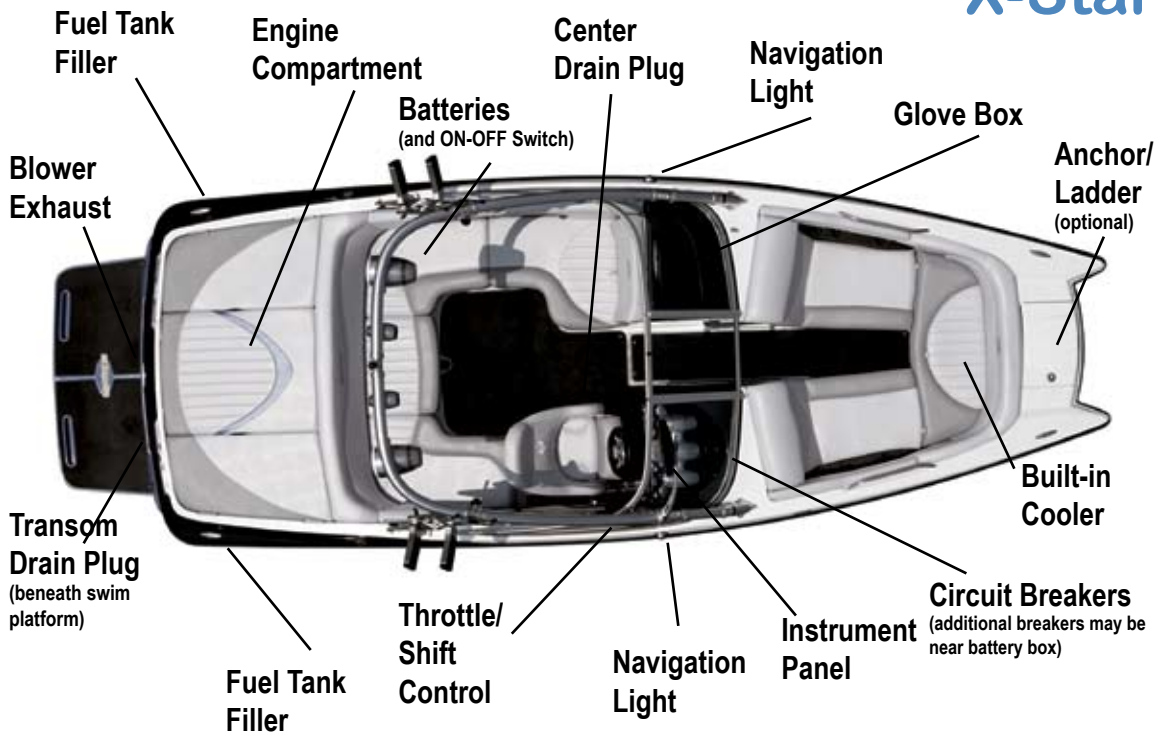 X-Star
Fuel Tank
Filler
Engine
Compartment
Center
Drain Plug
Navigation
Light
Batteries
(and ON-OFF Switch)
Glove Box
Anchor/
Ladder
(optional)
Blower
Exhaust
Transom
Drain Plug
(beneath swim
platform)
Fuel Tank
Filler
Throttle/
Shift
Control
Navigation
Light
Instrument
Panel
Circuit Breakers
(additional breakers may be
near battery box)
Built-in
Cooler